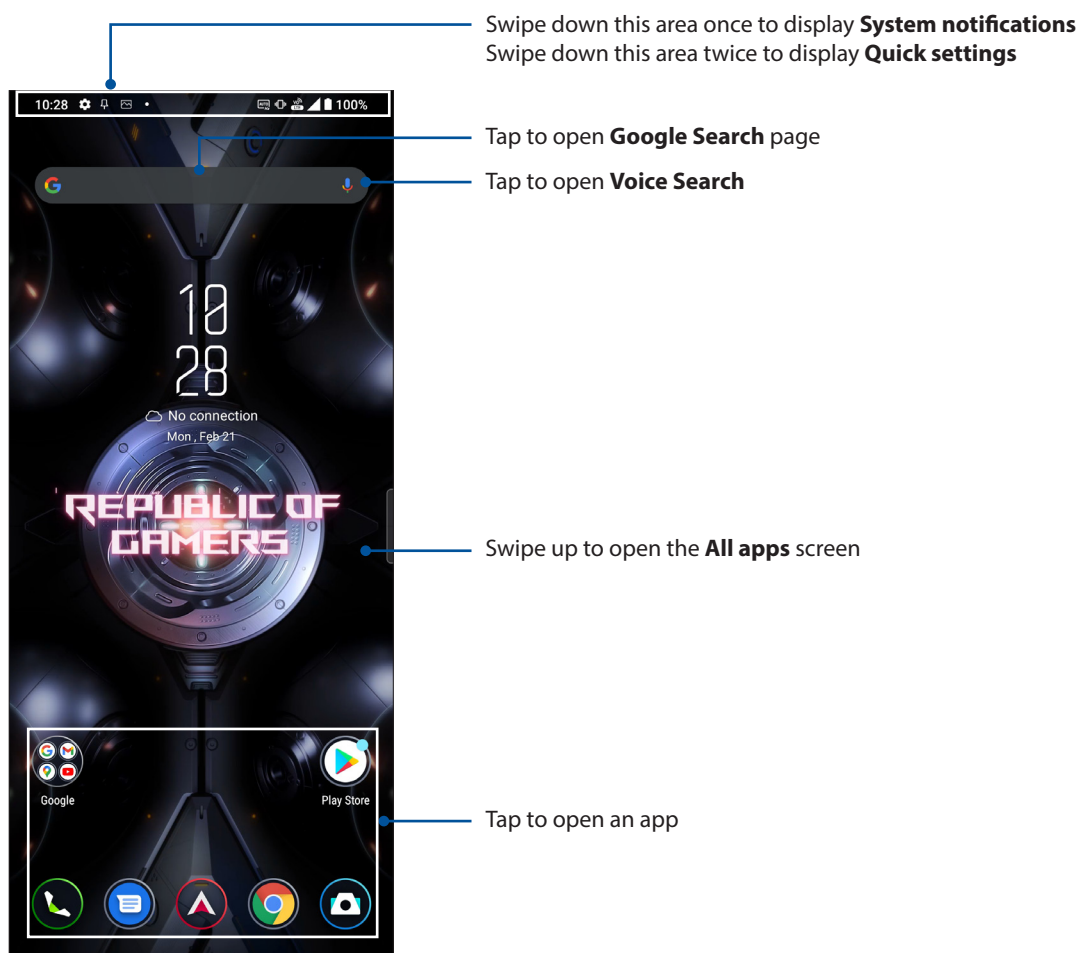 Swipe down this area once to display System notifications
Swipe down this area twice to display Quick settings
10:28
100%
Tap to open Google Search page
Tap to open Voice Search
10
28
No connection
Mon , Feb 21
REPUBLIC OF
GAMERS
Swipe up to open the All apps screen
Google
Play Store
Tap to open an app